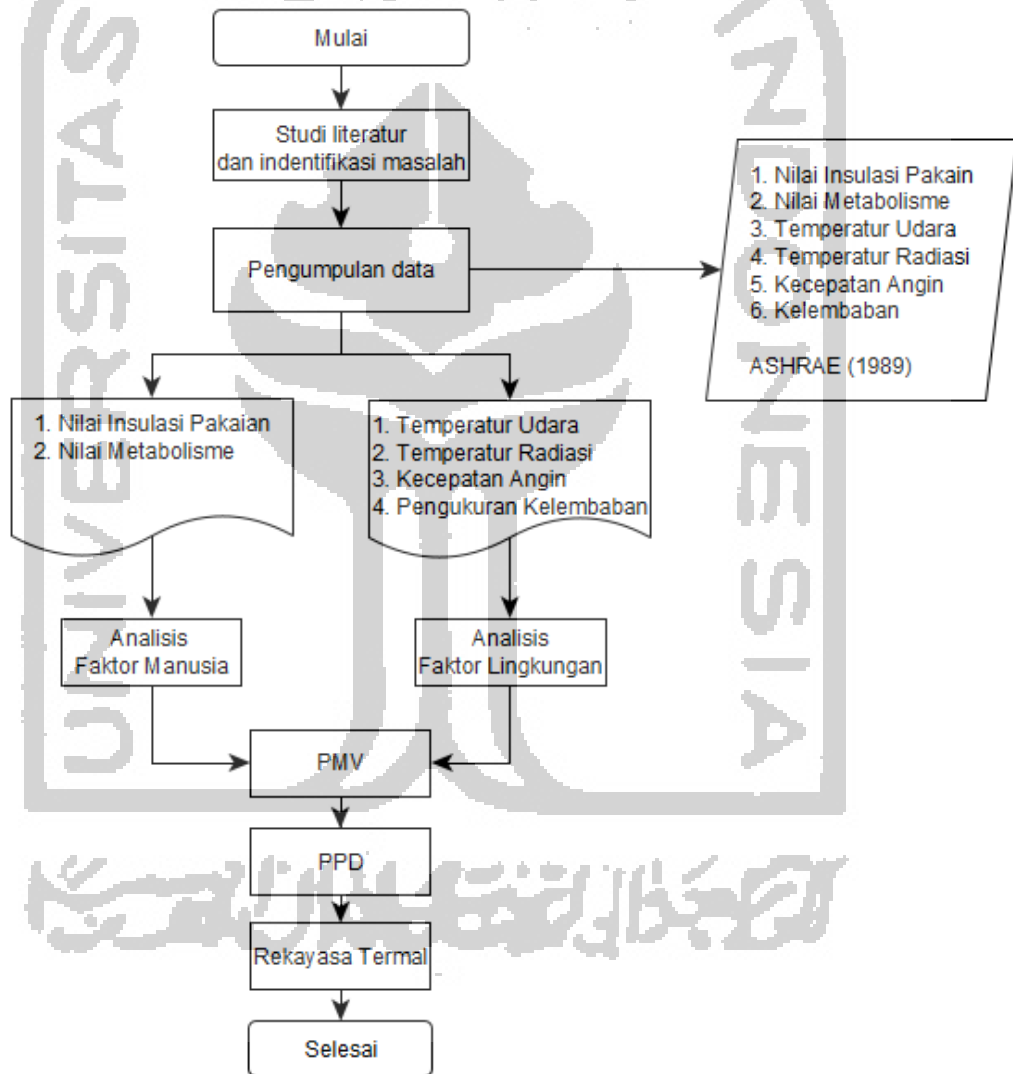 Mulai
Studi literatur
dan indentifikasi masalah
Pengumpulan data
1. Nilai Insulasi Pakain
2. Nilai Metabolisme
3. Temperatur Udara
4. Temperatur Radiasi
5. Kecepatan Angin
6. Kelembaban
ASHRAE (1989)
1. Nilai Insulasi Pakaian
2. Nilai Metabolisme
1. Temperatur Udara
2. Temperatur Radiasi
3. Kecepatan Angin
4. Pengukuran Kelembaban
Analisis
Faktor Manusia
Analisis
Faktor Lingkungan
PMV
PPD
Rekayasa Termal
Selesai
UNIVERSITAS
INDONESIA